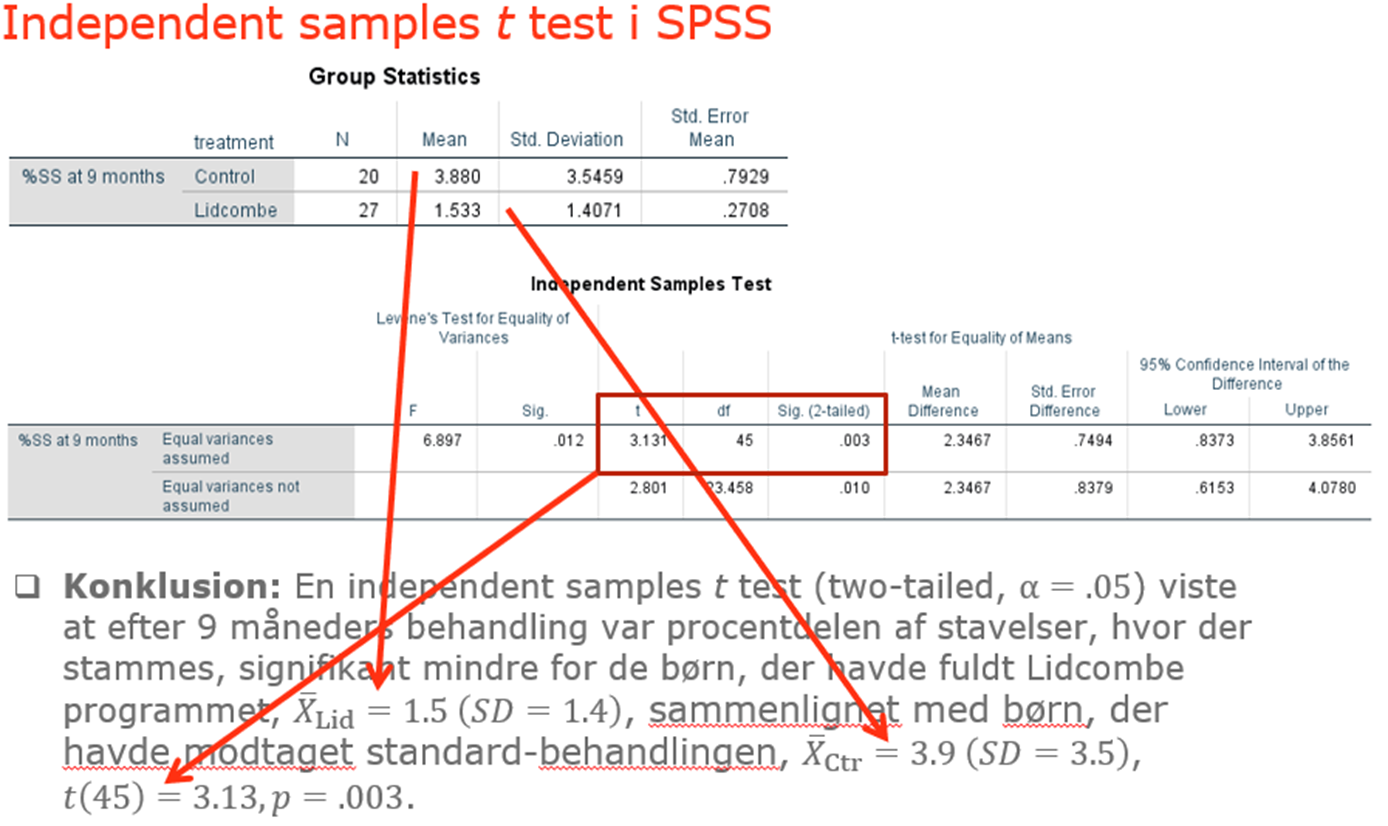 Independent samples t test i SPSS
Group Statistics
treatment N Mean Std. Deviation Std. Error Mean
%SS at 9 months Control 20 3.880 3.5459 .7929
Lidcombe 27 1.533 1.4071 .2708
Independent Samples Test
Levene's Test for Equality of Variances t-test for Equality of Means
95% Confidence Interval of the Difference
F Sig. t df Sig. (2-tailed) Mean Difference Std. Error Difference Lower Upper
%SS at 9 months Equal variances assumed 6.897 .012 3.131 45 .003 2.3467 .7494 .8373 3.8561
Equal variances not assumed 2.801 23.458 .010 2.3467 .8379 .6153 4.0780
❑ Konklusion: En independent samples t test (two-tailed, α = .05) viste
at efter 9 måneders behandling var procentdelen af stavelser, hvor der
stammes, signifikant mindre for de børn, der havde fuldt Lidcombe
programmet, X̄Lid = 1.5 (SD = 1.4), sammenlignet med børn, der
havde modtaget standard-behandlingen, X̄Ctr = 3.9 (SD = 3.5),
t(45) = 3.13, p = .003.